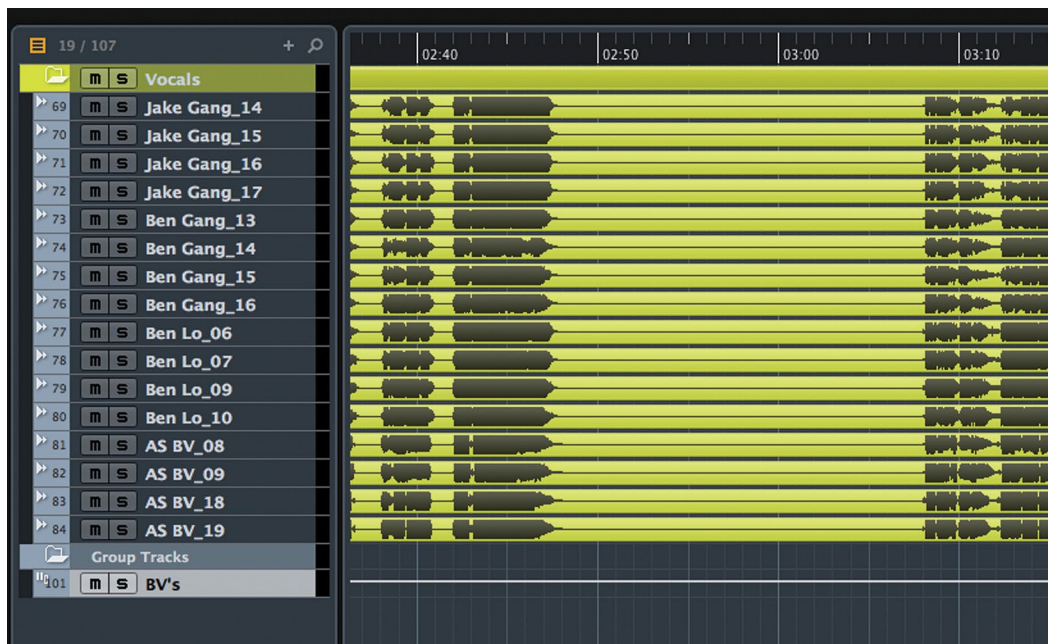 19 / 107 +
02:40 02:50 03:00 03:10
m S Vocals
69 m S Jake Gang_14
70 m S Jake Gang_15
71 m S Jake Gang_16
72 m S Jake Gang_17
73 m S Ben Gang_13
74 m S Ben Gang_14
75 m S Ben Gang_15
76 m S Ben Gang_16
77 m S Ben Lo_06
78 m S Ben Lo_07
79 m S Ben Lo_09
80 m S Ben Lo_10
81 m S AS BV_08
82 m S AS BV_09
83 m S AS BV_18
84 m S AS BV_19
Group Tracks
101 m S BV's